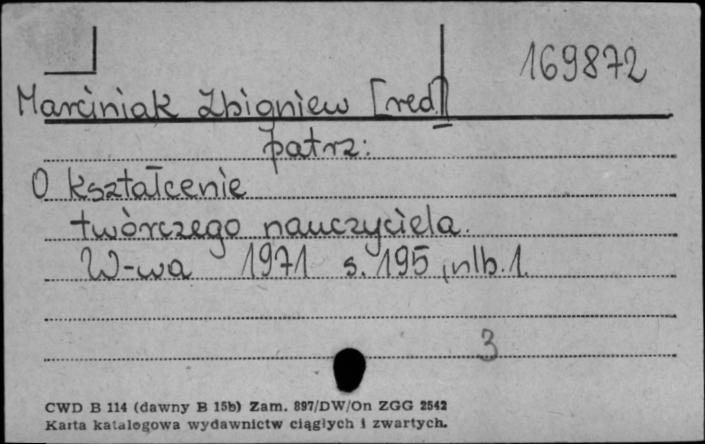 169872
Marciniak Zbigniew [red.]
patrz:
O kształcenie
twórczego nauczyciela.
W-wa 1971 s. 195, nlb. 1.
3
CWD B 114 (dawny B 15b) Zam. 897/DW/On ZGG 2542
Karta katalogowa wydawnictw ciągłych i zwartych.